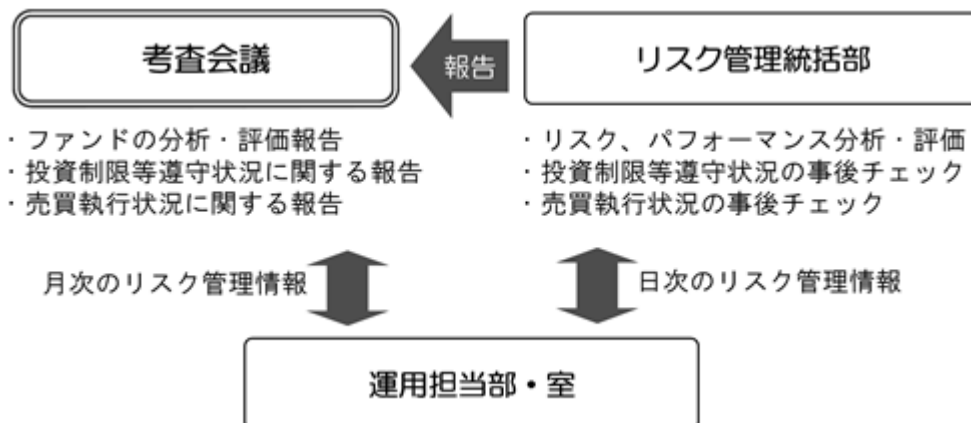 考査会議
報告
リスク管理統括部
・ファンドの分析・評価報告
・投資制限等遵守状況に関する報告
・売買執行状況に関する報告
・リスク、パフォーマンス分析・評価
・投資制限等遵守状況の事後チェック
・売買執行状況の事後チェック
月次のリスク管理情報
日次のリスク管理情報
運用担当部・室